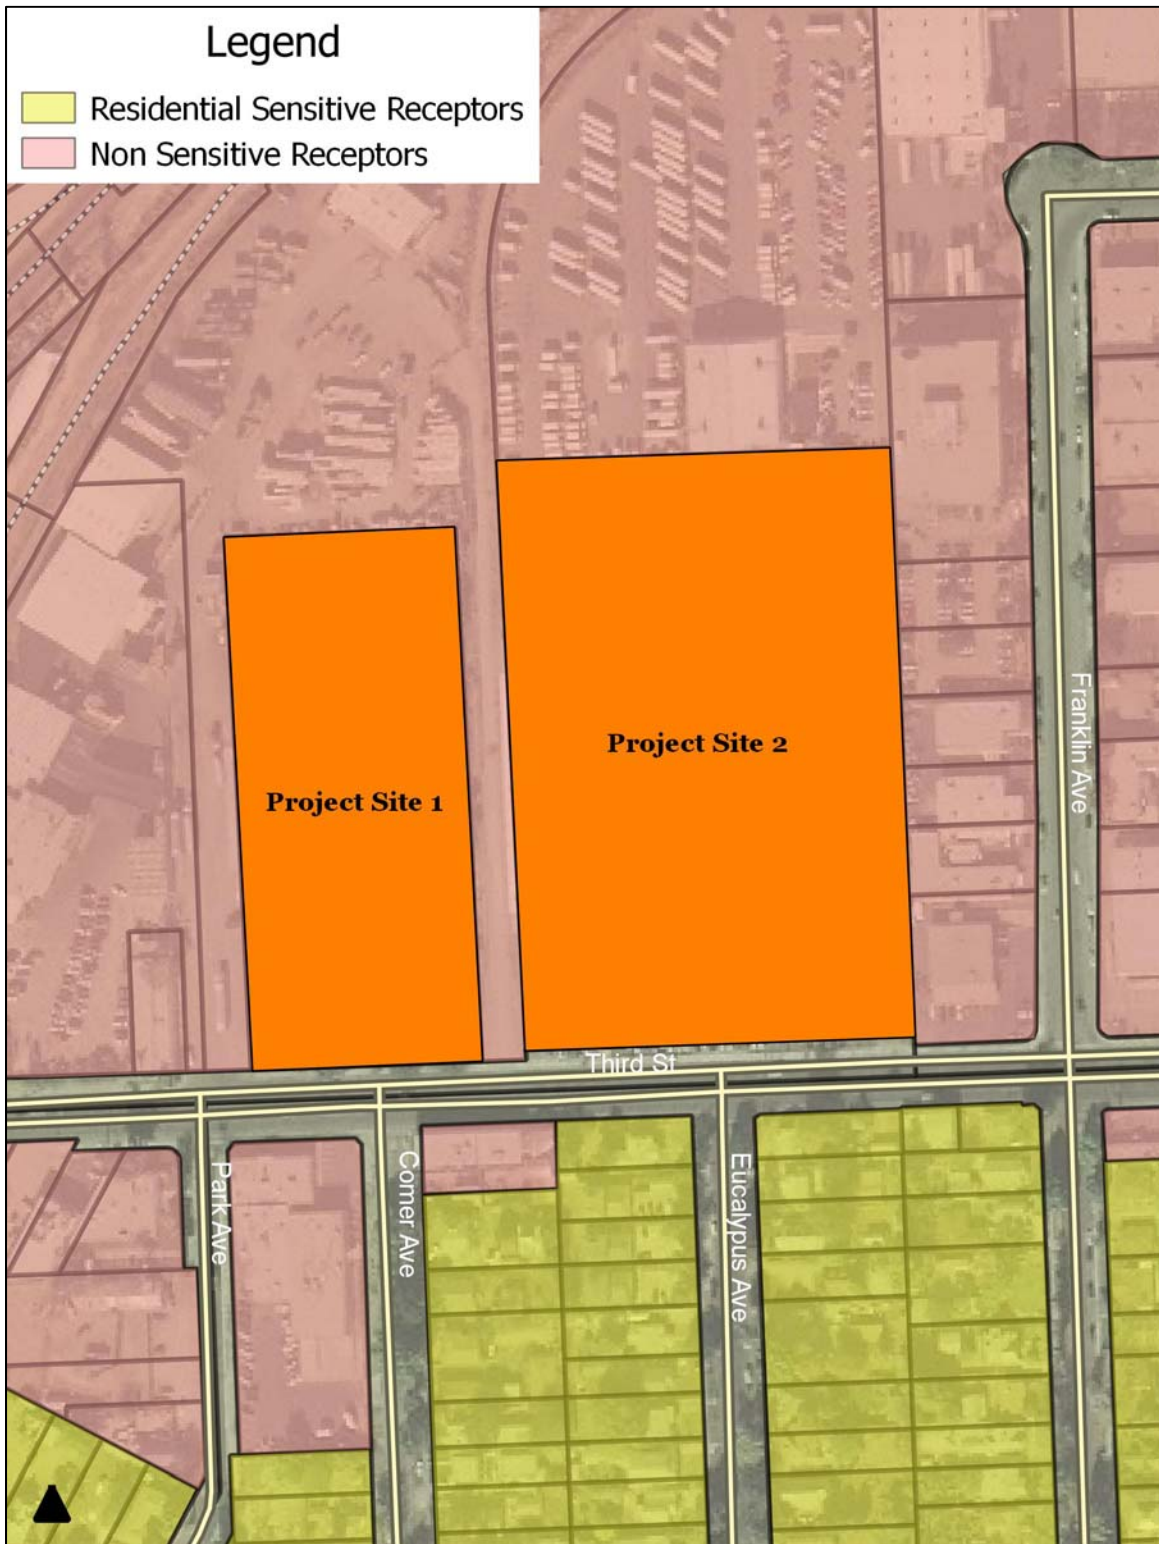 Legend
Residential Sensitive Receptors
Non Sensitive Receptors
Project Site 2
Project Site 1
Franklin Ave
Third St
Park Ave
Comer Ave
Eucalypus Ave